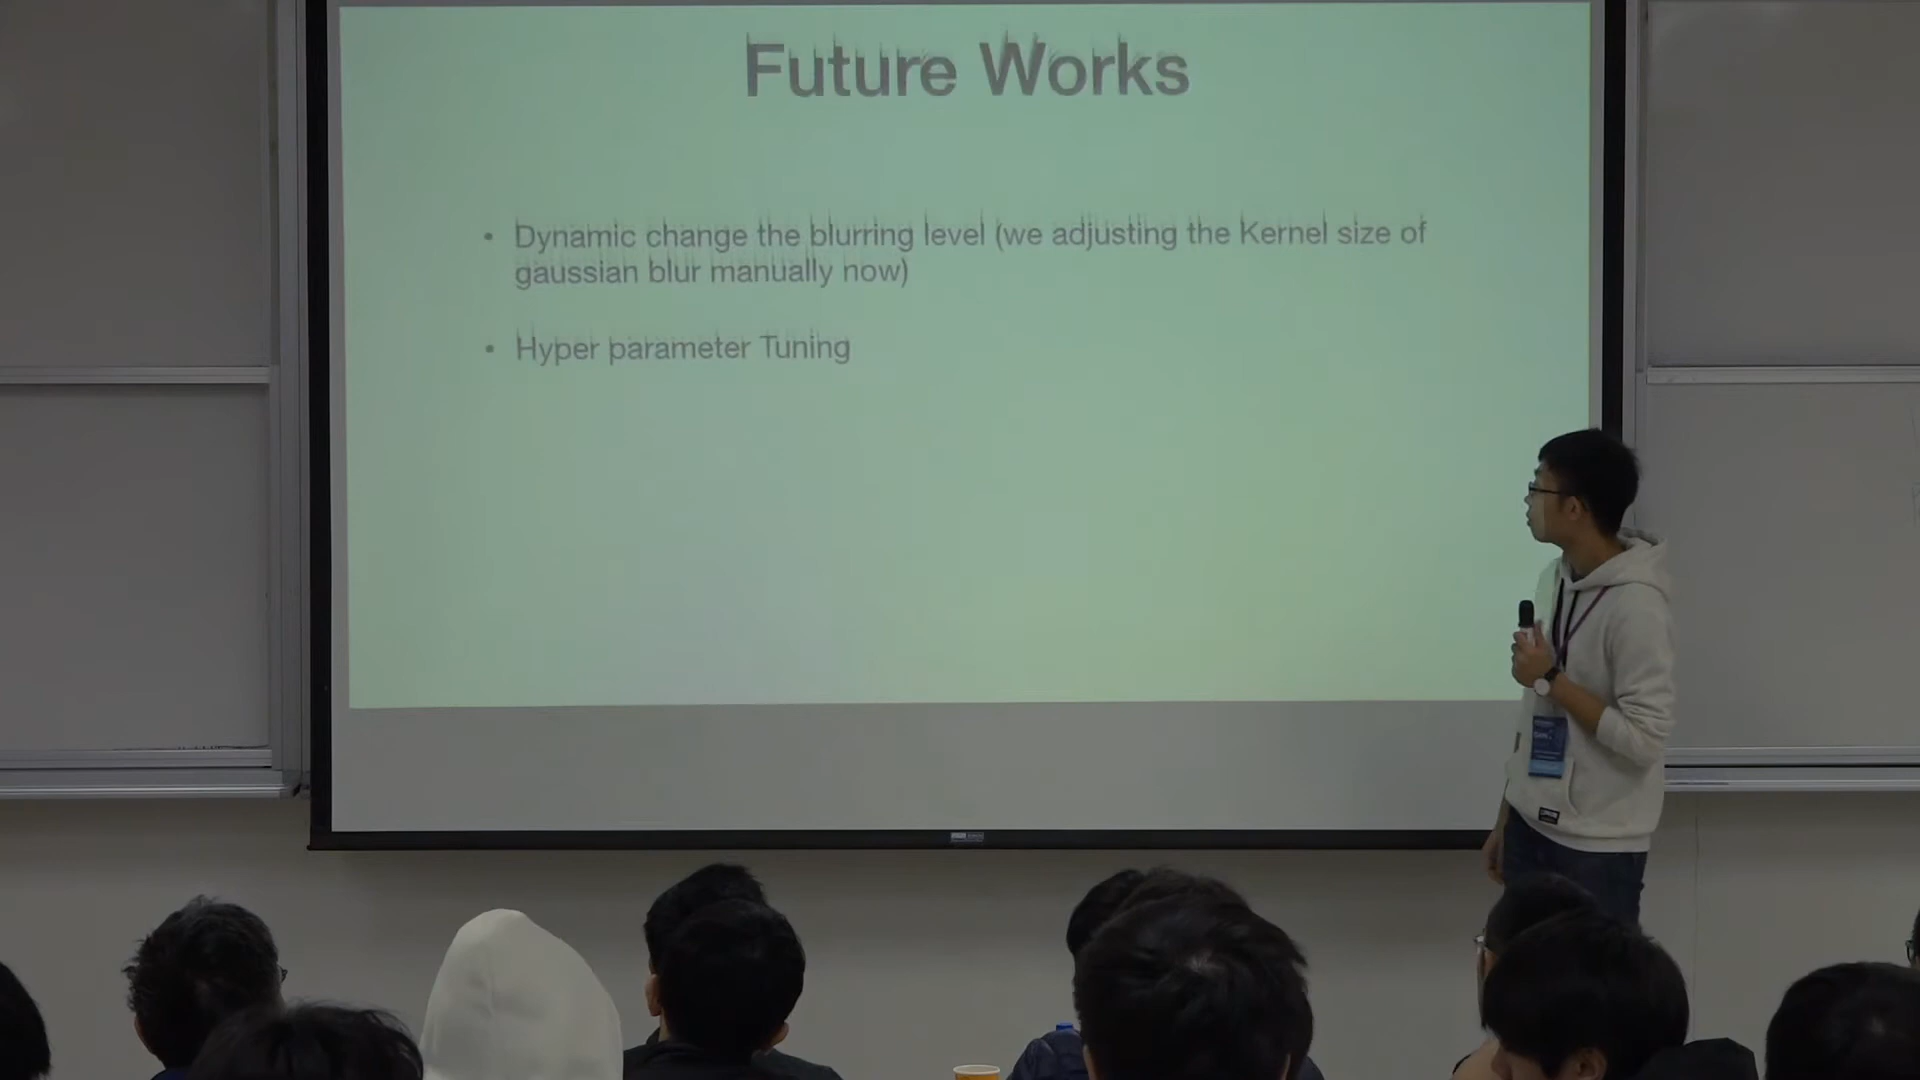 Future Works
• Dynamic change the blurring level (we adjusting the Kernel size of
gaussian blur manually now)
• Hyper parameter Tuning